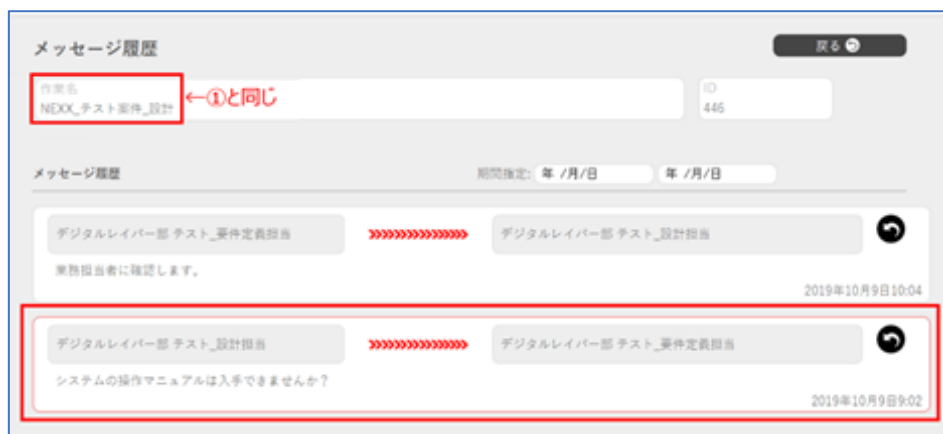 メッセージ履歴
戻る
作業名
NEXX_テスト案件_設計
←①と同じ
ID
446
メッセージ履歴
期間指定: 年 /月/日 年 /月/日
デジタルレイバー部 テスト_要件定義担当 »»»»»»» デジタルレイバー部 テスト_設計担当
業務担当者に確認します。
2019年10月9日10:04
デジタルレイバー部 テスト_設計担当 »»»»»»» デジタルレイバー部 テスト_要件定義担当
システムの操作マニュアルは入手できませんか？
2019年10月9日9:02